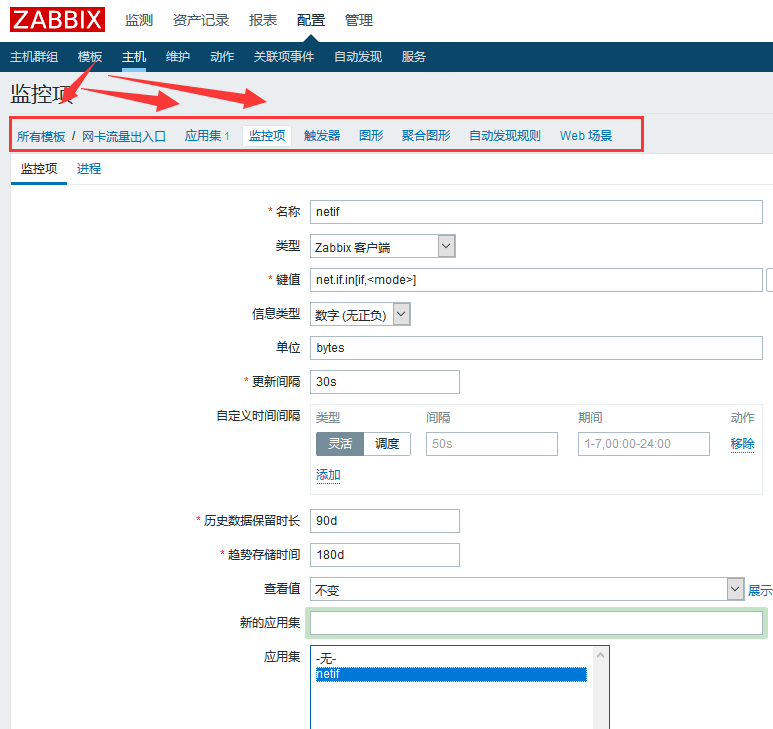 ZABBIX 监测 资产记录 报表 配置 管理
主机群组 模板 主机 维护 动作 关联项事件 自动发现 服务
监控项
所有模板 / 网卡流量出入口 应用集 1 监控项 触发器 图形 聚合图形 自动发现规则 Web 场景
监控项 进程
* 名称 netif
类型 Zabbix 客户端
* 键值 net.if.in[if,<mode>]
信息类型 数字 (无正负)
单位 bytes
* 更新间隔 30s
自定义时间间隔 类型 间隔 期间 动作
灵活 调度 50s 1-7,00:00-24:00 移除
添加
* 历史数据保留时长 90d
* 趋势存储时间 180d
查看值 不变 展示
新的应用集
应用集 -无-
netif